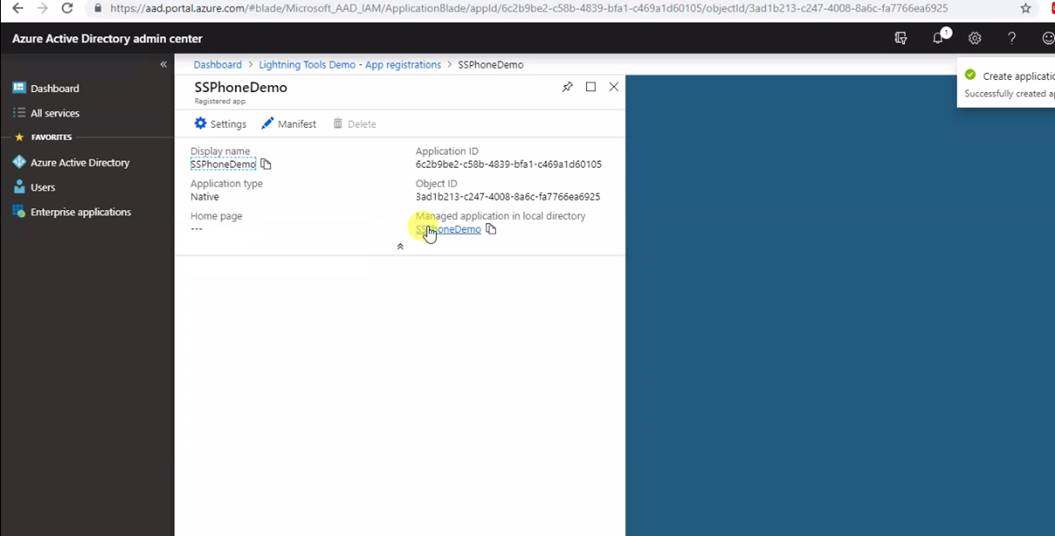 https://aad.portal.azure.com/#blade/Microsoft_AAD_IAM/ApplicationBlade/appId/6c2b9be2-c58b-4839-bfa1-c469a1d60105/objectId/3ad1b213-c247-4008-8a6c-fa7766ea6925
Azure Active Directory admin center
1
?
«
Dashboard > Lightning Tools Demo - App registrations > SSPhoneDemo
Dashboard
All services
FAVORITES
Azure Active Directory
Users
Enterprise applications
SSPhoneDemo
Registered app
Settings Manifest Delete
Display name
SSPhoneDemo
Application ID
6c2b9be2-c58b-4839-bfa1-c469a1d60105
Application type
Native
Object ID
3ad1b213-c247-4008-8a6c-fa7766ea6925
Home page
---
Managed application in local directory
SSPhoneDemo
Create applicatio
Successfully created ap